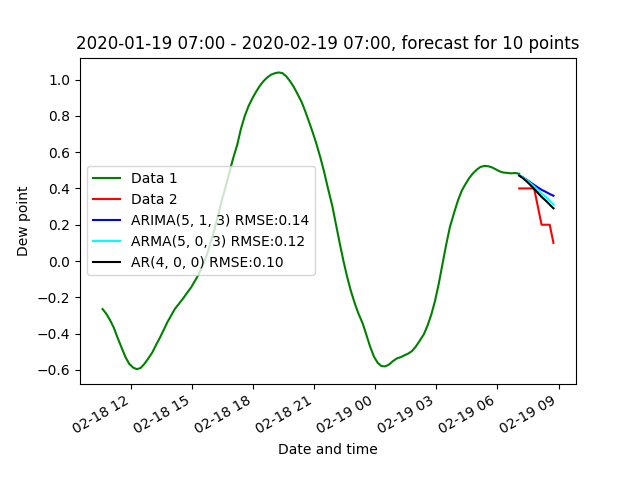 2020-01-19 07:00 - 2020-02-19 07:00, forecast for 10 points
Dew point
1.0
0.8
0.6
0.4
0.2
0.0
−0.2
−0.4
−0.6
Data 1
Data 2
ARIMA(5, 1, 3) RMSE:0.14
ARMA(5, 0, 3) RMSE:0.12
AR(4, 0, 0) RMSE:0.10
02-18 12
02-18 15
02-18 18
02-18 21
02-19 00
02-19 03
02-19 06
02-19 09
Date and time